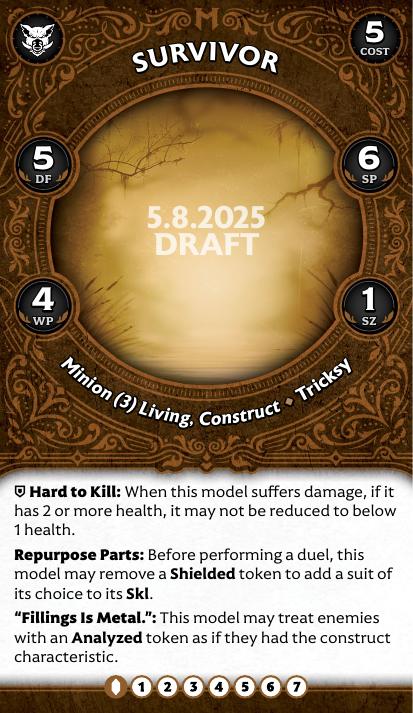 M
SURVIVOR
5
COST
5
DF
6
SP
5.8.2025
DRAFT
4
WP
1
SZ
Minion (3) Living, Construct ♦ Tricksy
Hard to Kill: When this model suffers damage, if it
has 2 or more health, it may not be reduced to below
1 health.
Repurpose Parts: Before performing a duel, this
model may remove a Shielded token to add a suit of
its choice to its Skl.
“Fillings Is Metal.”: This model may treat enemies
with an Analyzed token as if they had the construct
characteristic.
1 2 3 4 5 6 7